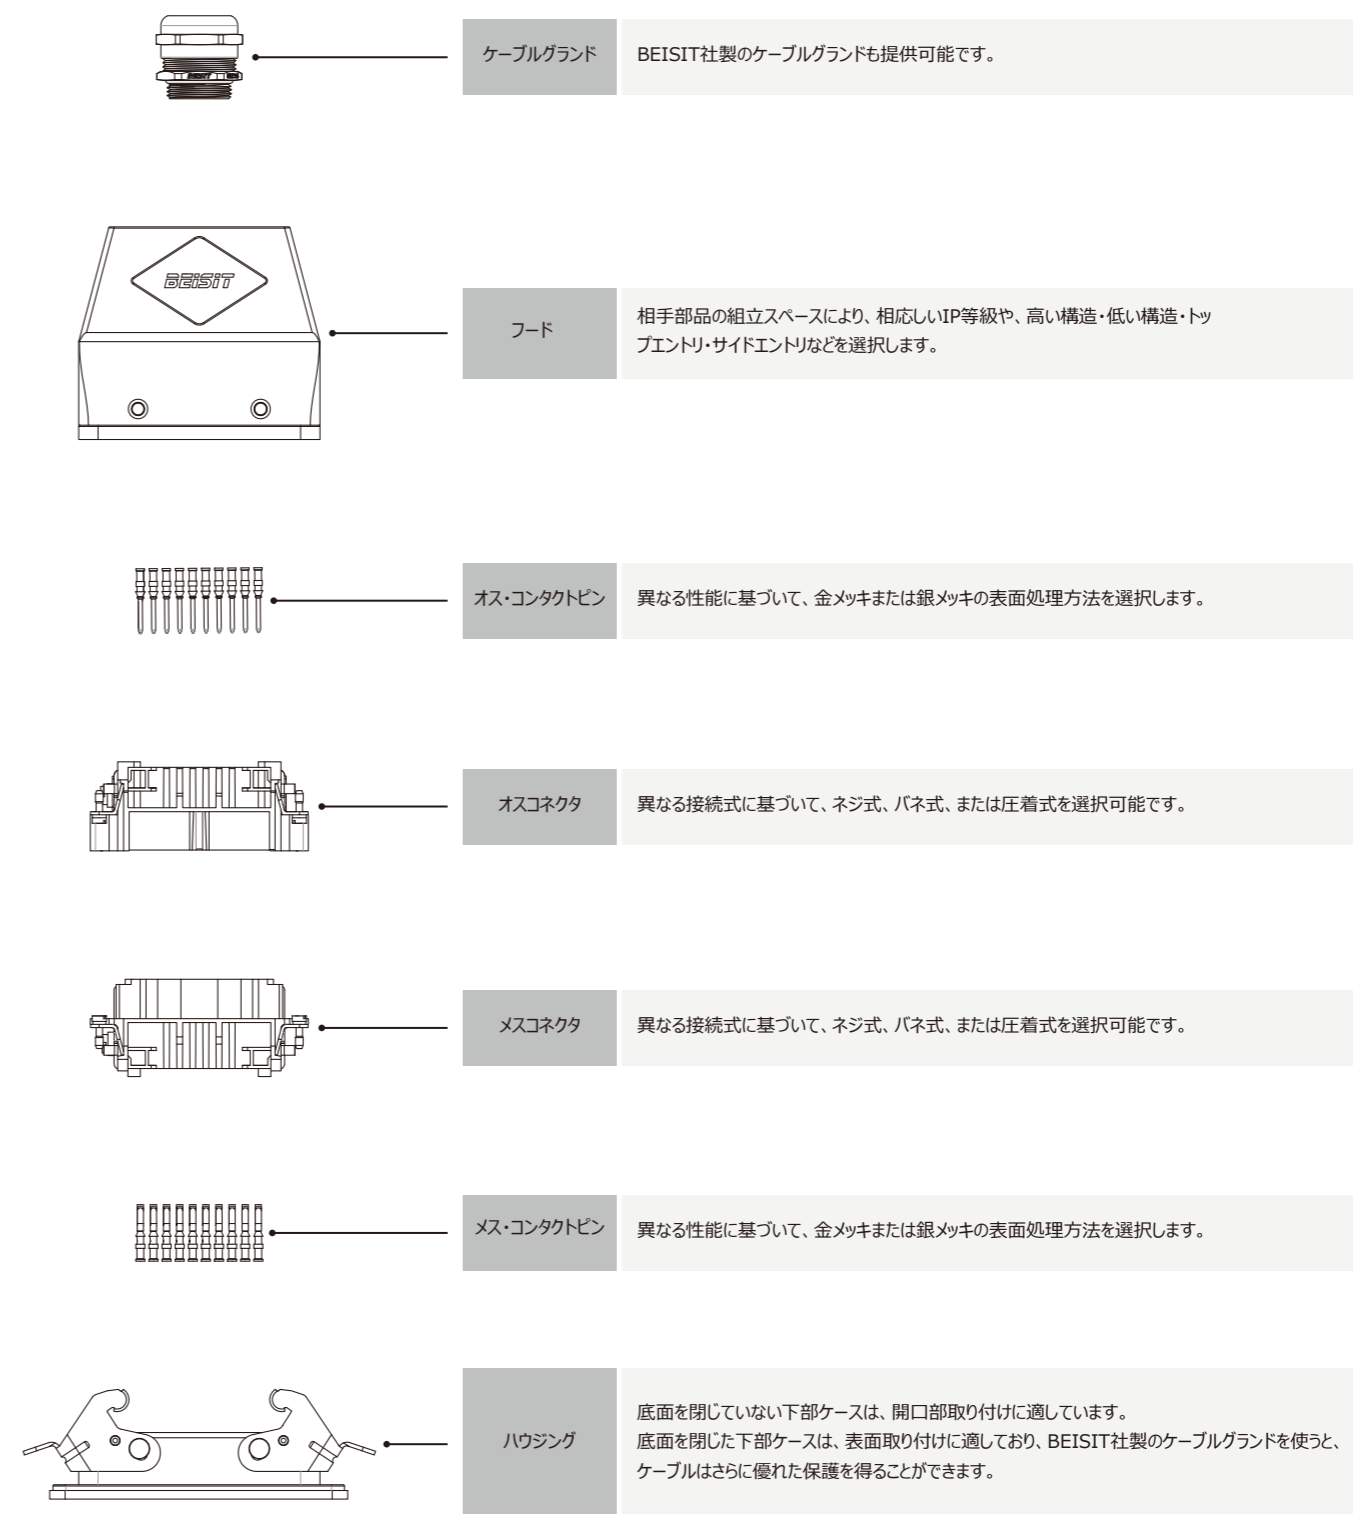 BEISIT
ケーブルグランド
BEISIT社製のケーブルグランドも提供可能です。
BEISIT
フード
相手部品の組立スペースにより、相応しいIP等級や、高い構造・低い構造・トッ
プエントリ・サイドエントリなどを選択します。
オス・コンタクトピン
異なる性能に基づいて、金メッキまたは銀メッキの表面処理方法を選択します。
オスコネクタ
異なる接続式に基づいて、ネジ式、バネ式、または圧着式を選択可能です。
メスコネクタ
異なる接続式に基づいて、ネジ式、バネ式、または圧着式を選択可能です。
メス・コンタクトピン
異なる性能に基づいて、金メッキまたは銀メッキの表面処理方法を選択します。
ハウジング
底面を閉じていない下部ケースは、開口部取り付けに適しています。
底面を閉じた下部ケースは、表面取り付けに適しており、BEISIT社製のケーブルグランドを使うと、
ケーブルはさらに優れた保護を得ることができます。